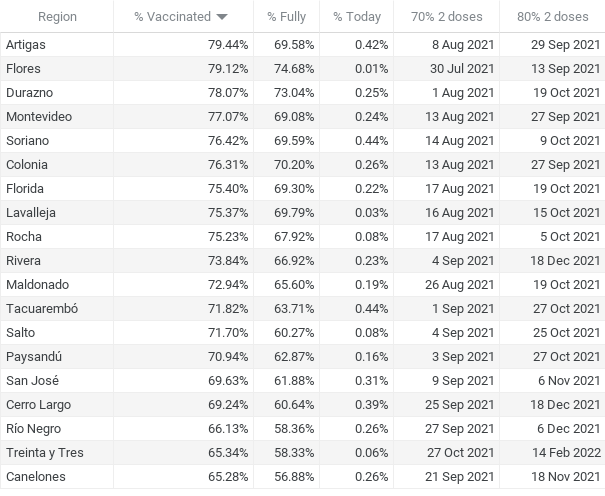 Region % Vaccinated % Fully % Today 70% 2 doses 80% 2 doses
Artigas 79.44% 69.58% 0.42% 8 Aug 2021 29 Sep 2021
Flores 79.12% 74.68% 0.01% 30 Jul 2021 13 Sep 2021
Durazno 78.07% 73.04% 0.25% 1 Aug 2021 19 Oct 2021
Montevideo 77.07% 69.08% 0.24% 13 Aug 2021 27 Sep 2021
Soriano 76.42% 69.59% 0.44% 14 Aug 2021 9 Oct 2021
Colonia 76.31% 70.20% 0.26% 13 Aug 2021 27 Sep 2021
Florida 75.40% 69.30% 0.22% 17 Aug 2021 19 Oct 2021
Lavalleja 75.37% 69.79% 0.03% 16 Aug 2021 15 Oct 2021
Rocha 75.23% 67.92% 0.08% 17 Aug 2021 5 Oct 2021
Rivera 73.84% 66.92% 0.23% 4 Sep 2021 18 Dec 2021
Maldonado 72.94% 65.60% 0.19% 26 Aug 2021 19 Oct 2021
Tacuarembó 71.82% 63.71% 0.44% 1 Sep 2021 27 Oct 2021
Salto 71.70% 60.27% 0.08% 4 Sep 2021 25 Oct 2021
Paysandú 70.94% 62.87% 0.16% 3 Sep 2021 27 Oct 2021
San José 69.63% 61.88% 0.31% 9 Sep 2021 6 Nov 2021
Cerro Largo 69.24% 60.64% 0.39% 25 Sep 2021 18 Dec 2021
Río Negro 66.13% 58.36% 0.26% 27 Sep 2021 6 Dec 2021
Treinta y Tres 65.34% 58.33% 0.06% 27 Oct 2021 14 Feb 2022
Canelones 65.28% 56.88% 0.26% 21 Sep 2021 18 Nov 2021